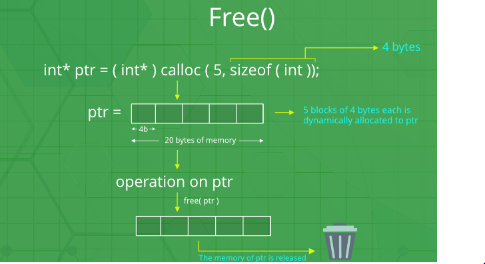 Free()
4 bytes
int* ptr = ( int* ) calloc ( 5, sizeof ( int ));
ptr =
5 blocks of 4 bytes each is
dynamically allocated to ptr
4b
20 bytes of memory
operation on ptr
free( ptr )
The memory of ptr is released